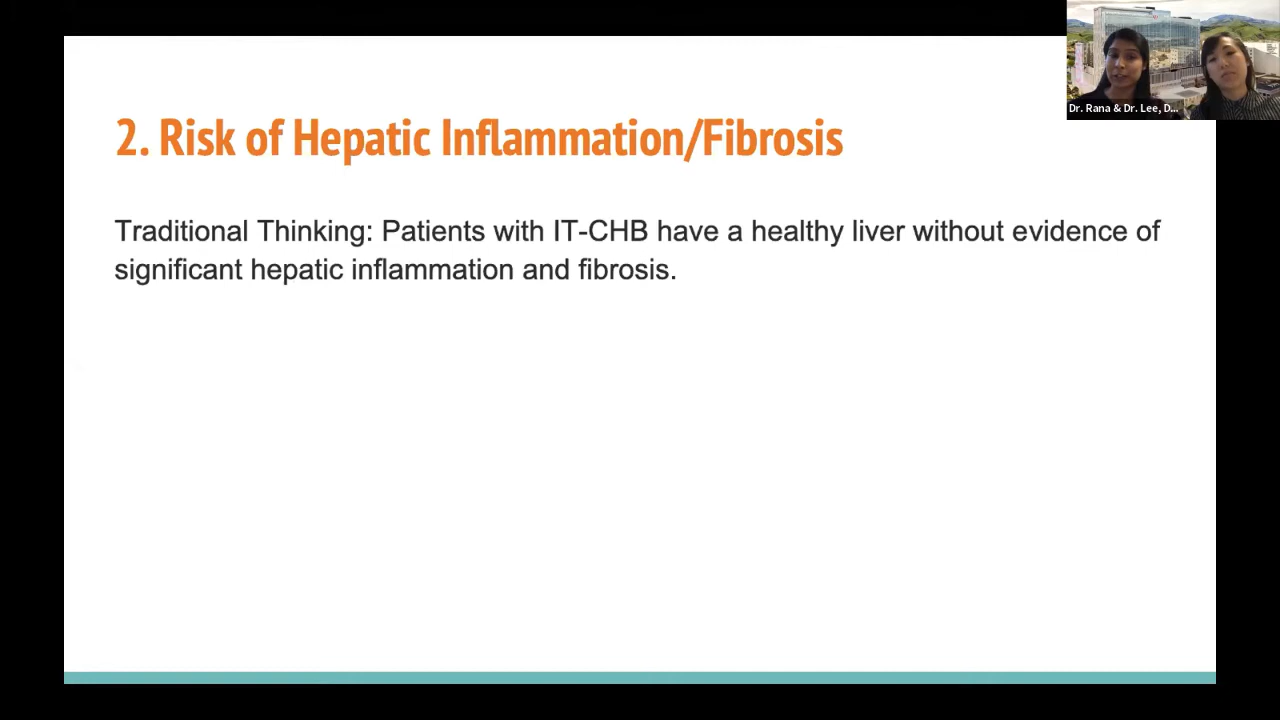 Dr. Rana & Dr. Lee, D...
2. Risk of Hepatic Inflammation/Fibrosis
Traditional Thinking: Patients with IT-CHB have a healthy liver without evidence of
significant hepatic inflammation and fibrosis.